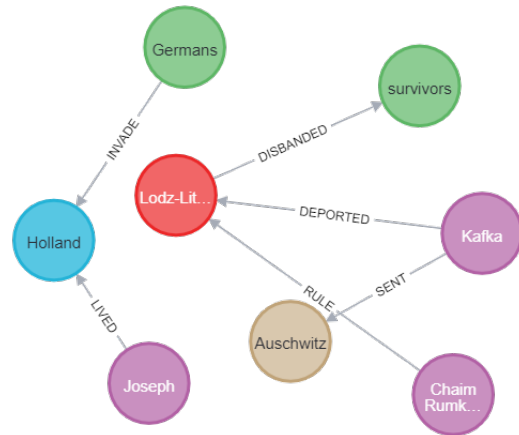 Germans
survivors
INVADE
DISBANDED
Lodz-Lit...
DEPORTED
Kafka
Holland
SENT
RULE
LIVED
Auschwitz
Joseph
Chaim
Rumk...